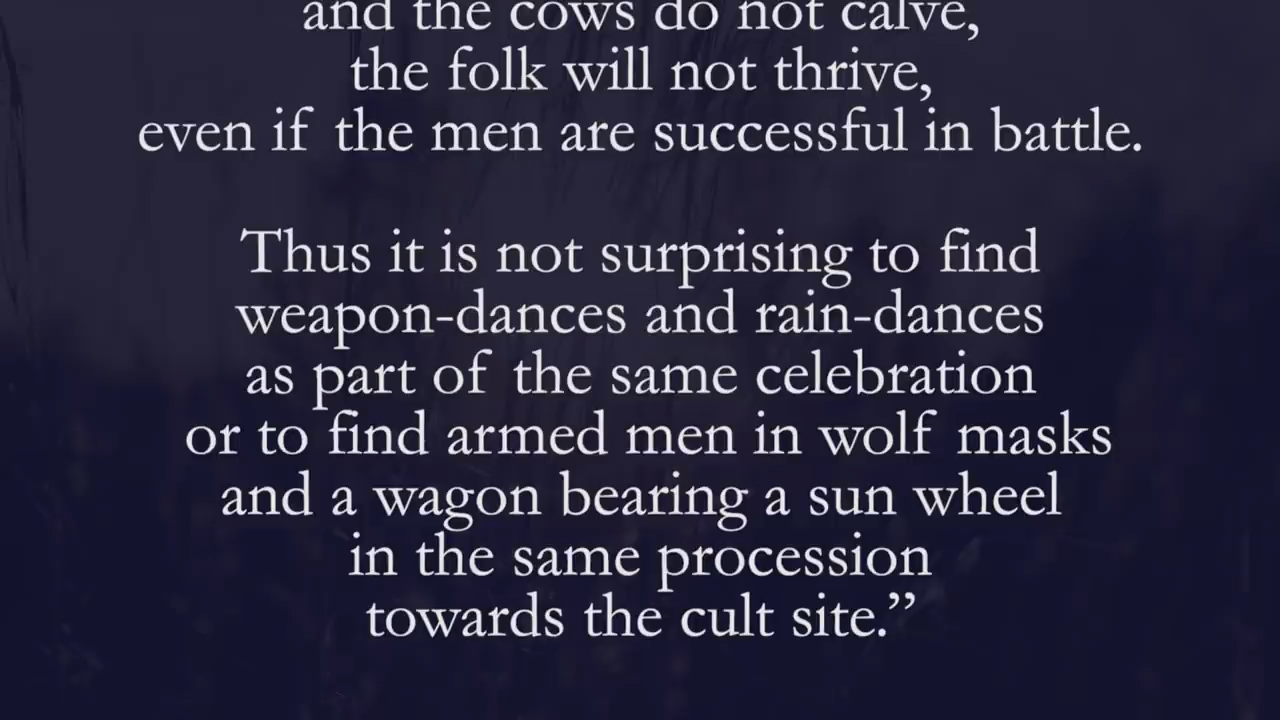 and the cows do not calve,
the folk will not thrive,
even if the men are successful in battle.
Thus it is not surprising to find
weapon-dances and rain-dances
as part of the same celebration
or to find armed men in wolf masks
and a wagon bearing a sun wheel
in the same procession
towards the cult site.”